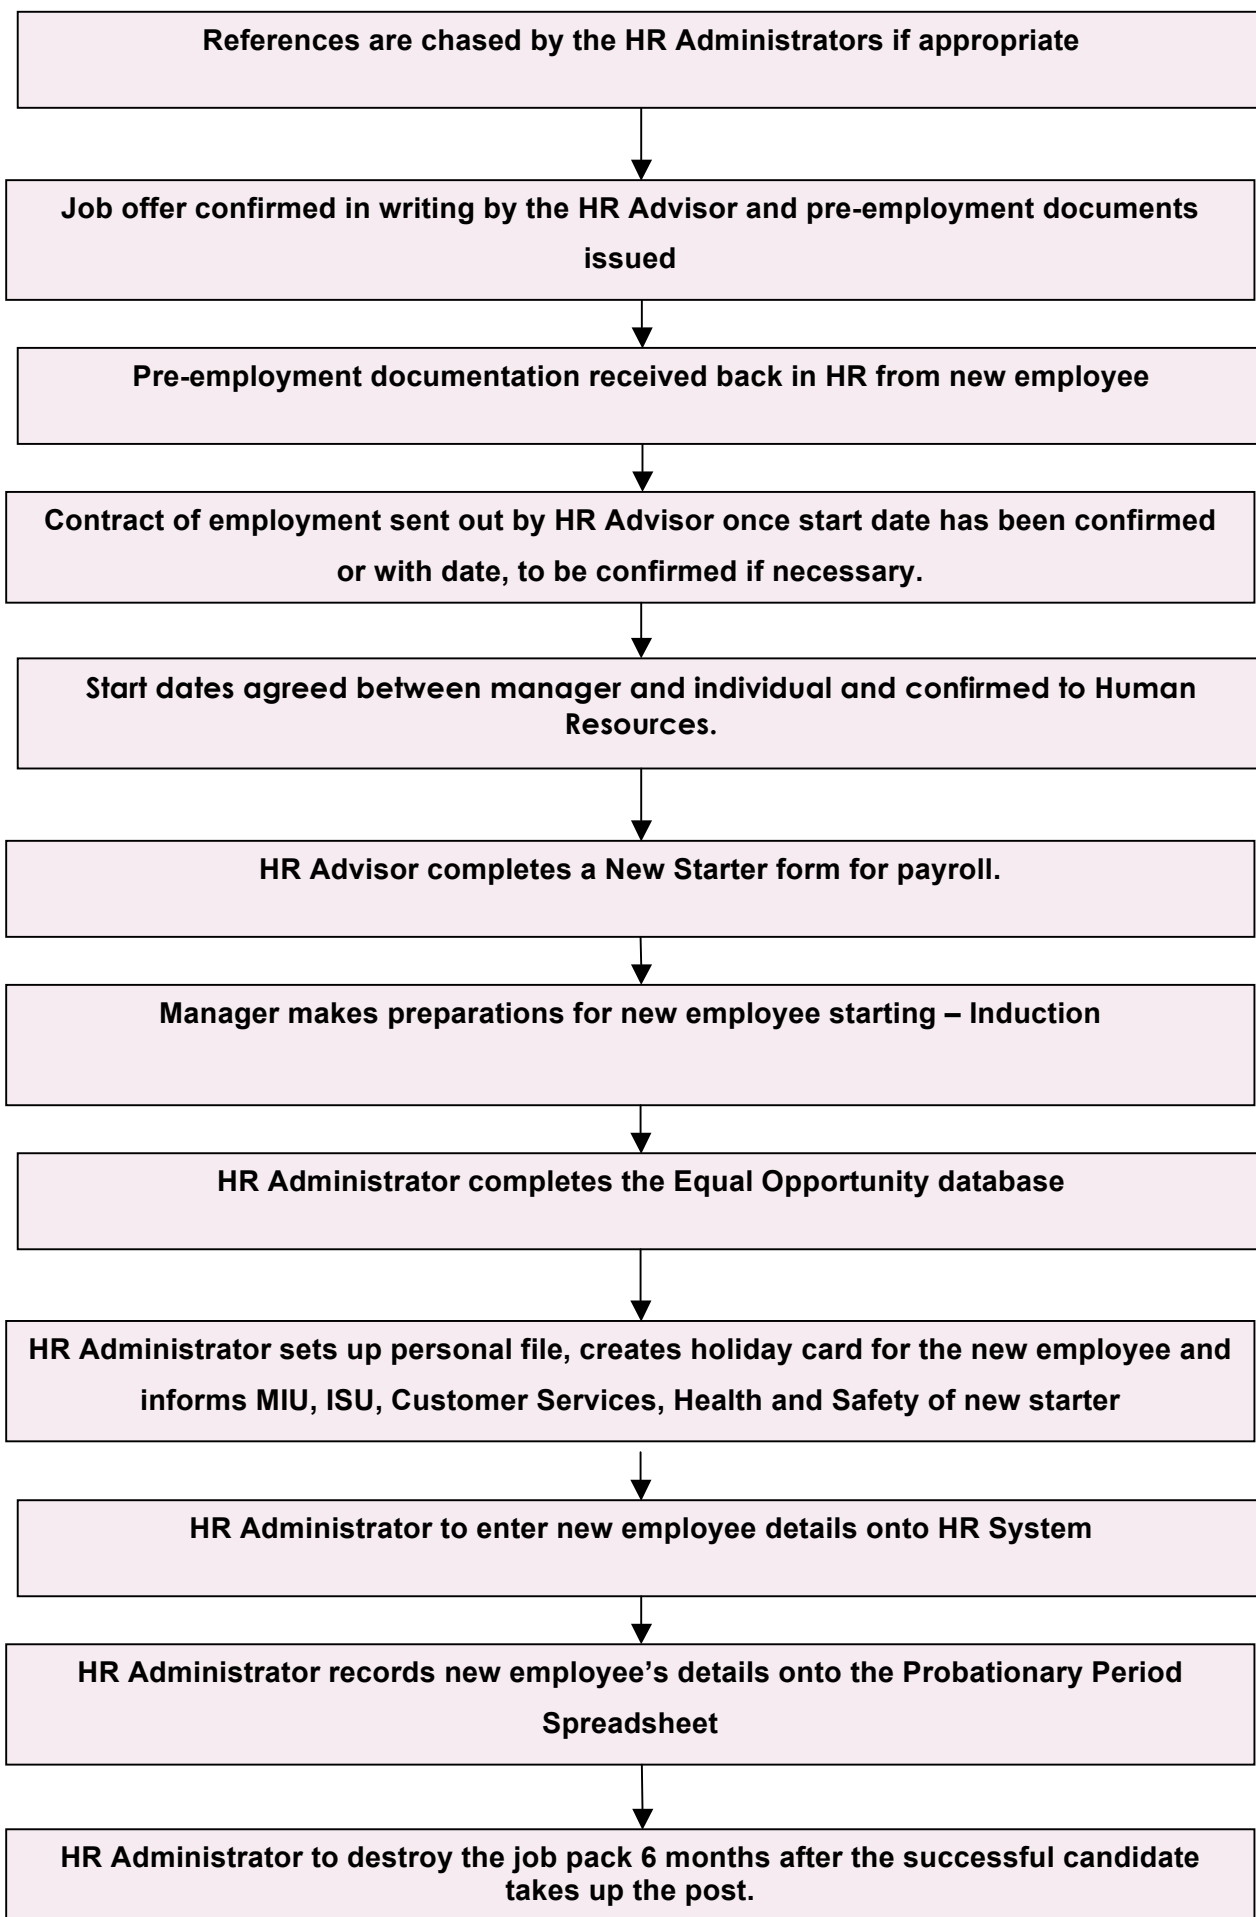 References are chased by the HR Administrators if appropriate
Job offer confirmed in writing by the HR Advisor and pre-employment documents
issued
Pre-employment documentation received back in HR from new employee
Contract of employment sent out by HR Advisor once start date has been confirmed
or with date, to be confirmed if necessary.
Start dates agreed between manager and individual and confirmed to Human
Resources.
HR Advisor completes a New Starter form for payroll.
Manager makes preparations for new employee starting – Induction
HR Administrator completes the Equal Opportunity database
HR Administrator sets up personal file, creates holiday card for the new employee and
informs MIU, ISU, Customer Services, Health and Safety of new starter
HR Administrator to enter new employee details onto HR System
HR Administrator records new employee’s details onto the Probationary Period
Spreadsheet
HR Administrator to destroy the job pack 6 months after the successful candidate
takes up the post.